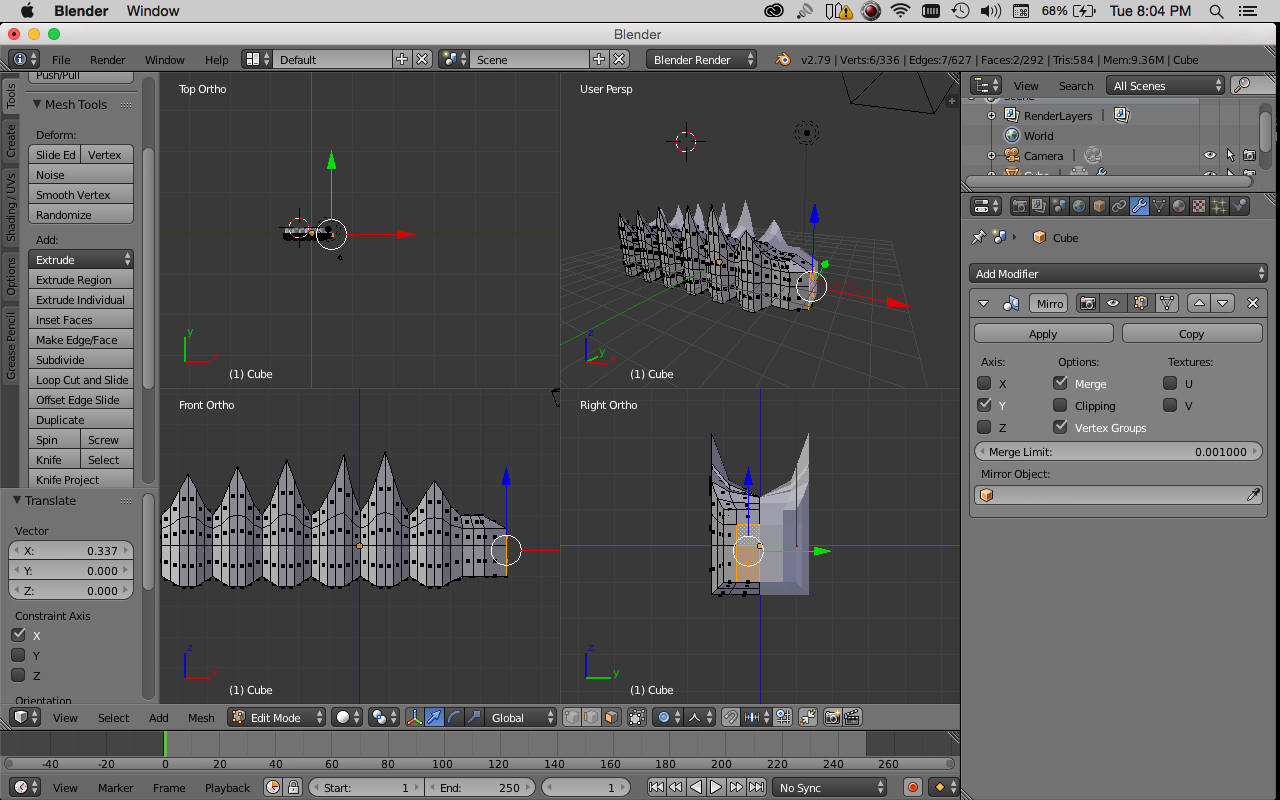 Blender Window 68% Tue 8:04 PM
Blender
File Render Window Help Default Scene Blender Render v2.79 | Verts:6/336 | Edges:7/627 | Faces:2/292 | Tris:584 | Mem:9.36M | Cube
Tools
Create
Shading / UVs
Options
Grease Pencil
Push/Pull
Mesh Tools
Deform:
Slide Ed Vertex
Noise
Smooth Vertex
Randomize
Add:
Extrude
Extrude Region
Extrude Individual
Inset Faces
Make Edge/Face
Subdivide
Loop Cut and Slide
Offset Edge Slide
Duplicate
Spin Screw
Knife Select
Knife Project
Translate
Vector
X: 0.337
Y: 0.000
Z: 0.000
Constraint Axis
X
Y
Z
Orientation
Top Ortho
y
x
(1) Cube
User Persp
z
y
x
(1) Cube
Front Ortho
z
x
(1) Cube
Right Ortho
z
y
(1) Cube
View Search All Scenes
Scene
RenderLayers
World
Camera
Cube
Cube
Add Modifier
Mirro
Apply Copy
Axis: Options: Textures:
X Merge U
Y Clipping V
Z Vertex Groups
Merge Limit: 0.001000
Mirror Object:
View Select Add Mesh Edit Mode Global
-40 -20 0 20 40 60 80 100 120 140 160 180 200 220 240 260
View Marker Frame Playback Start: 1 End: 250 1 No Sync